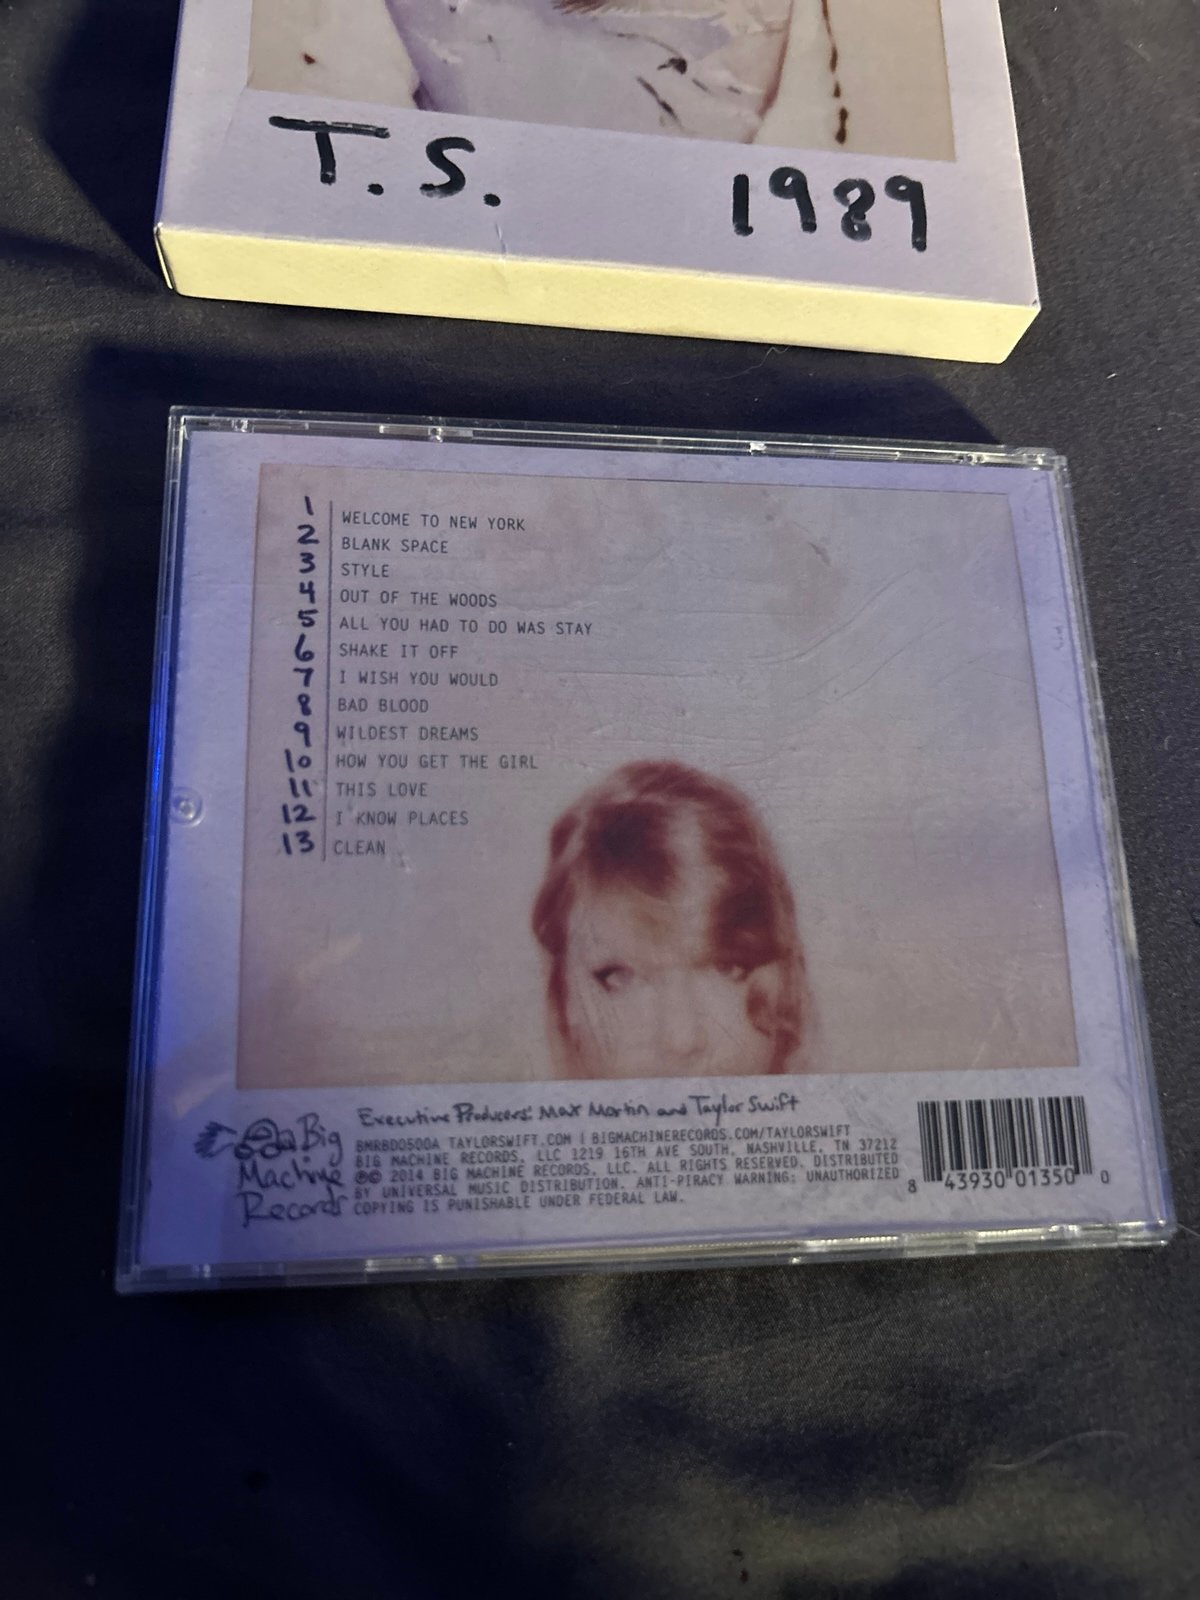 T.S. 1989
1 WELCOME TO NEW YORK
2 BLANK SPACE
3 STYLE
4 OUT OF THE WOODS
5 ALL YOU HAD TO DO WAS STAY
6 SHAKE IT OFF
7 I WISH YOU WOULD
8 BAD BLOOD
9 WILDEST DREAMS
10 HOW YOU GET THE GIRL
11 THIS LOVE
12 I KNOW PLACES
13 CLEAN
Big
Machine
Records
Executive Producers: Max Martin and Taylor Swift
BMRBD0500A TAYLORSWIFT.COM | BIGMACHINERECORDS.COM/TAYLORSWIFT
BIG MACHINE RECORDS, LLC 1219 16TH AVE SOUTH, NASHVILLE, TN 37212
℗© 2014 BIG MACHINE RECORDS, LLC. ALL RIGHTS RESERVED. DISTRIBUTED
BY UNIVERSAL MUSIC DISTRIBUTION. ANTI-PIRACY WARNING: UNAUTHORIZED
COPYING IS PUNISHABLE UNDER FEDERAL LAW.
8 43930 01350 0